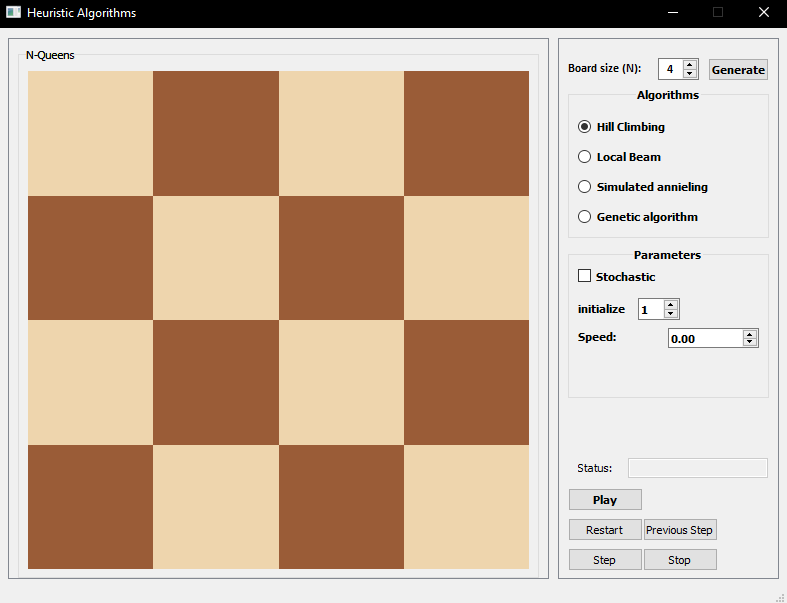 Heuristic Algorithms
N-Queens
Board size (N): 4 Generate
Algorithms
Hill Climbing
Local Beam
Simulated annieling
Genetic algorithm
Parameters
Stochastic
initialize 1
Speed: 0.00
Status:
Play
Restart Previous Step
Step Stop